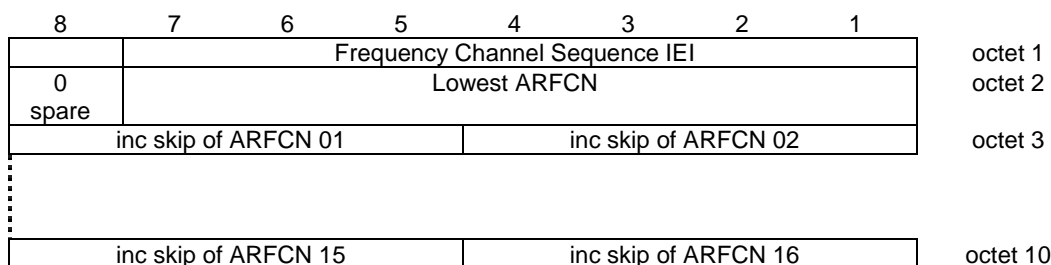 8 7 6 5 4 3 2 1
Frequency Channel Sequence IEI octet 1
0 Lowest ARFCN octet 2
spare
inc skip of ARFCN 01 inc skip of ARFCN 02 octet 3
inc skip of ARFCN 15 inc skip of ARFCN 16 octet 10